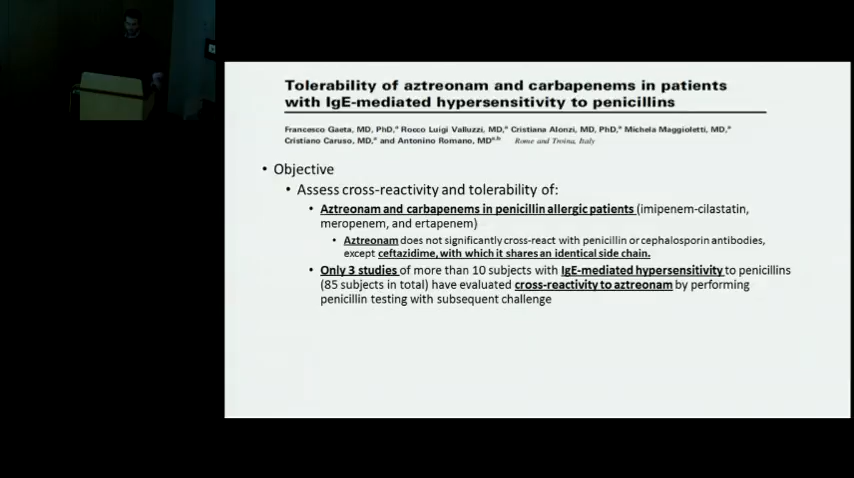 Tolerability of aztreonam and carbapenems in patients
with IgE-mediated hypersensitivity to penicillins
Francesco Gaeta, MD, PhD,a Rocco Luigi Valluzzi, MD,a Cristiana Alonzi, MD, PhD,a Michela Maggioletti, MD,a
Cristiano Caruso, MD,a and Antonino Romano, MDa,b Rome and Troina, Italy
• Objective
• Assess cross-reactivity and tolerability of:
• Aztreonam and carbapenems in penicillin allergic patients (imipenem-cilastatin,
meropenem, and ertapenem)
• Aztreonam does not significantly cross-react with penicillin or cephalosporin antibodies,
except ceftazidime, with which it shares an identical side chain.
• Only 3 studies of more than 10 subjects with IgE-mediated hypersensitivity to penicillins
(85 subjects in total) have evaluated cross-reactivity to aztreonam by performing
penicillin testing with subsequent challenge